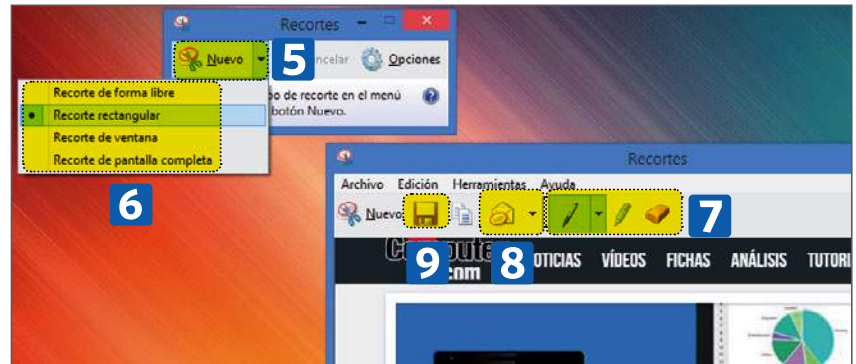 Recortes
Nuevo
5
ncelar
Opciones
Recorte de forma libre
Recorte rectangular
Recorte de ventana
Recorte de pantalla completa
po de recorte en el menú
botón Nuevo.
6
Recortes
Archivo Edición Herramientas Ayuda
Nuevo
7
9
8
Compute
.com
OTICIAS VÍDEOS FICHAS ANÁLISIS TUTORI